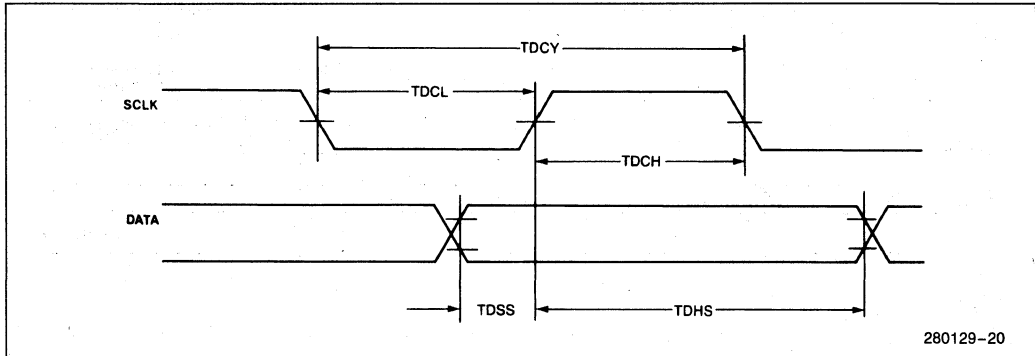 TDCY
TDCL
SCLK
TDCH
DATA
TDSS
TDHS
280129-20